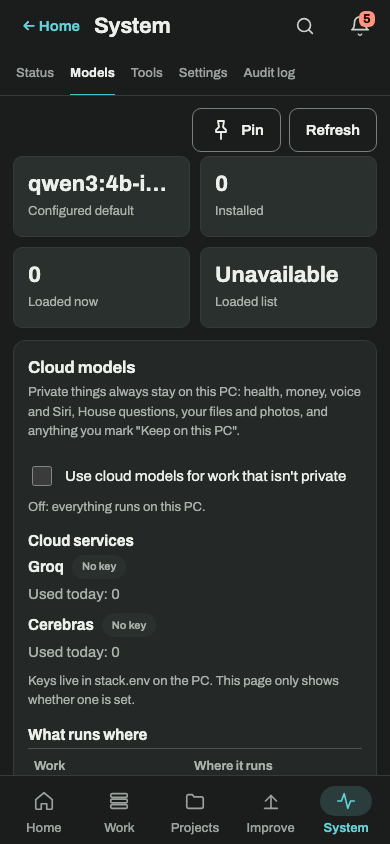 ← Home System
5
Status Models Tools Settings Audit log
Pin Refresh
qwen3:4b-i...
Configured default
0
Installed
0
Loaded now
Unavailable
Loaded list
Cloud models
Private things always stay on this PC: health, money, voice
and Siri, House questions, your files and photos, and
anything you mark "Keep on this PC".
Use cloud models for work that isn't private
Off: everything runs on this PC.
Cloud services
Groq No key
Used today: 0
Cerebras No key
Used today: 0
Keys live in stack.env on the PC. This page only shows
whether one is set.
What runs where
Work Where it runs
Home Work Projects Improve System